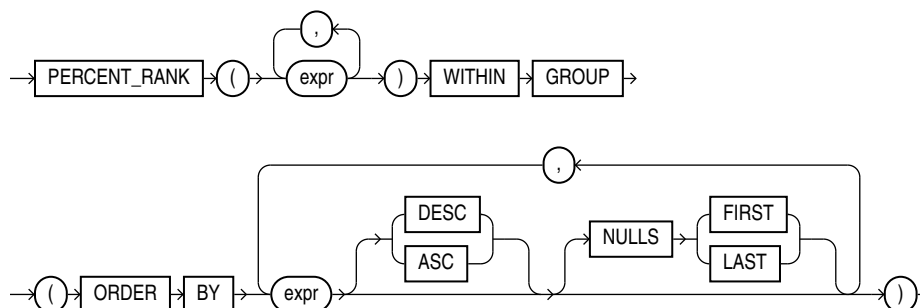 ,
PERCENT_RANK ( expr ) WITHIN GROUP
,
DESC FIRST
NULLS
ASC LAST
( ORDER BY expr )